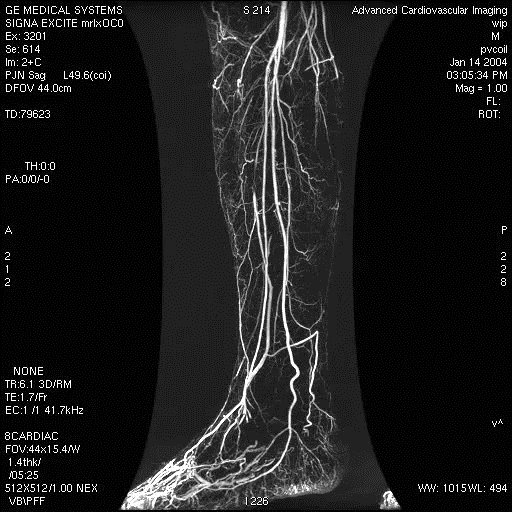 GE MEDICAL SYSTEMS
SIGNA EXCITE mrlxOC0
Ex: 3201
Se: 614
Im: 2+C
PJN Sag L49.6(coi)
DFOV 44.0cm
TD:79623
TH:0:0
PA:0/0/-0
A
2
1
2
NONE
TR:6.1 3D/RM
TE:1.7/Fr
EC:1 /1 41.7kHz
8CARDIAC
FOV:44x15.4/W
1.4thk/
/05:25
512X512/1.00 NEX
VB\PFF
S 214
I 226
Advanced Cardiovascular Imaging
wip
M
pvcoil
Jan 14 2004
03:05:34 PM
Mag = 1.00
FL:
ROT:
P
2
2
8
v^
WW: 1015WL: 494